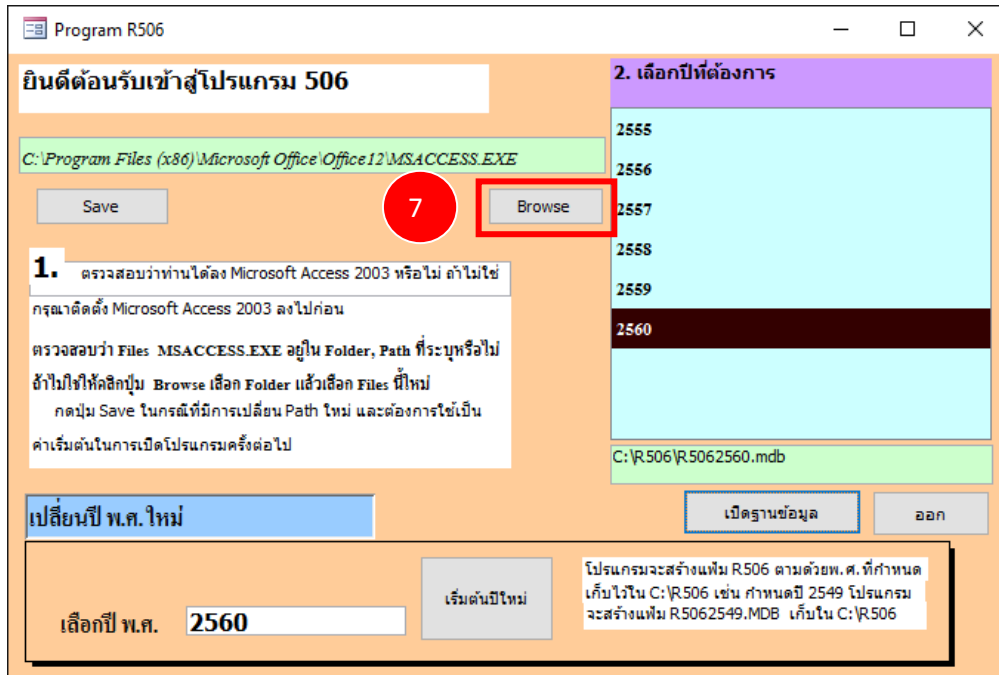 Program R506
ยินดีต้อนรับเข้าสู่โปรแกรม 506
C:\Program Files (x86)\Microsoft Office\Office12\MSACCESS.EXE
Save
7
Browse
1. ตรวจสอบว่าท่านได้ลง Microsoft Access 2003 หรือไม่ ถ้าไม่ใช่
กรุณาติดตั้ง Microsoft Access 2003 ลงไปก่อน
ตรวจสอบว่า Files MSACCESS.EXE อยู่ใน Folder, Path ที่ระบุหรือไม่
ถ้าไม่ใช่ให้คลิกปุ่ม Browse เลือก Folder แล้วเลือก Files นี้ใหม่
กดปุ่ม Save ในกรณีที่มีการเปลี่ยน Path ใหม่ และต้องการใช้เป็น
ค่าเริ่มต้นในการเปิดโปรแกรมครั้งต่อไป
2. เลือกปีที่ต้องการ
2555
2556
2557
2558
2559
2560
C:\R506\R5062560.mdb
เปิดฐานข้อมูล
ออก
เปลี่ยนปี พ.ศ. ใหม่
เลือกปี พ.ศ.
2560
เริ่มต้นปีใหม่
โปรแกรมจะสร้างแฟ้ม R506 ตามด้วยพ.ศ.ที่กำหนด
เก็บไว้ใน C:\R506 เช่น กำหนดปี 2549 โปรแกรม
จะสร้างแฟ้ม R5062549.MDB เก็บใน C:\R506